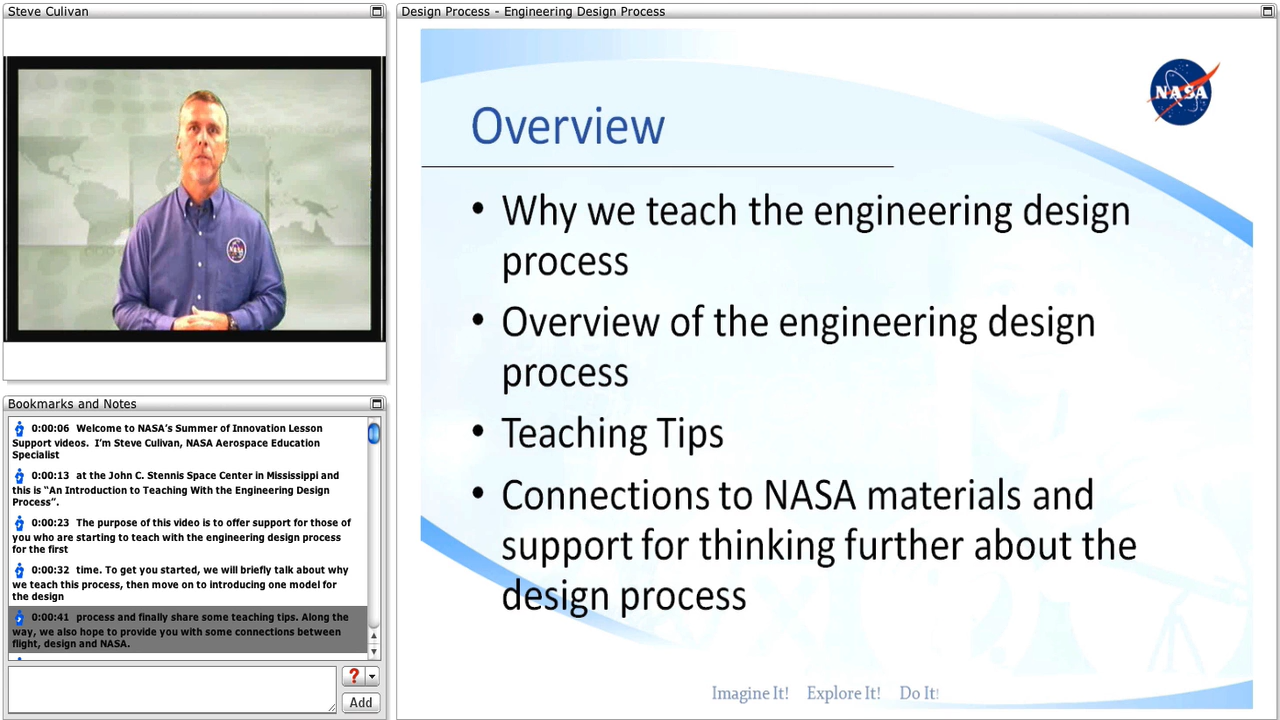 Steve Culivan
NASA
Bookmarks and Notes
0:00:06 Welcome to NASA's Summer of Innovation Lesson
Support videos. I'm Steve Culivan, NASA Aerospace Education
Specialist
0:00:13 at the John C. Stennis Space Center in Mississippi and
this is "An Introduction to Teaching With the Engineering Design
Process".
0:00:23 The purpose of this video is to offer support for those of
you who are starting to teach with the engineering design process
for the first
0:00:32 time. To get you started, we will briefly talk about why
we teach this process, then move on to introducing one model for
the design
0:00:41 process and finally share some teaching tips. Along the
way, we also hope to provide you with some connections between
flight, design and NASA.
?
Add
Design Process - Engineering Design Process
NASA
Overview
• Why we teach the engineering design
process
• Overview of the engineering design
process
• Teaching Tips
• Connections to NASA materials and
support for thinking further about the
design process
Imagine It! Explore It! Do It!